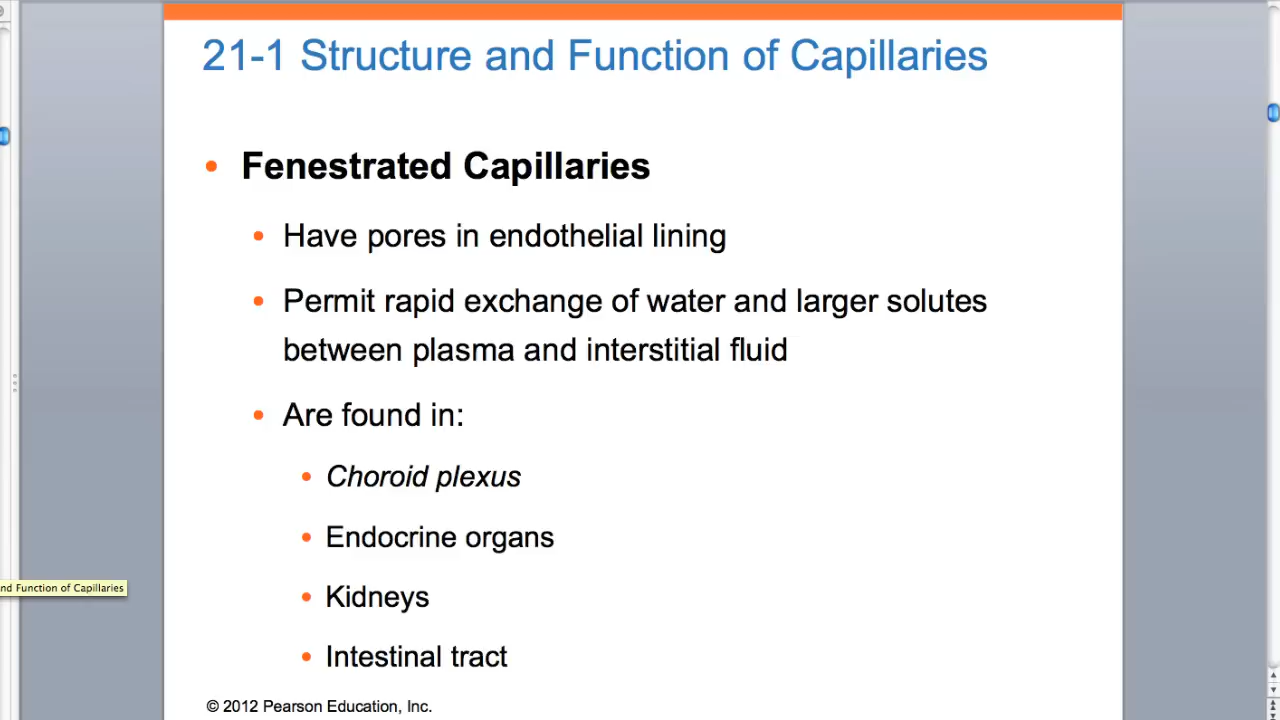 21-1 Structure and Function of Capillaries
• Fenestrated Capillaries
• Have pores in endothelial lining
• Permit rapid exchange of water and larger solutes
between plasma and interstitial fluid
• Are found in:
• Choroid plexus
• Endocrine organs
• Kidneys
• Intestinal tract
nd Function of Capillaries
© 2012 Pearson Education, Inc.